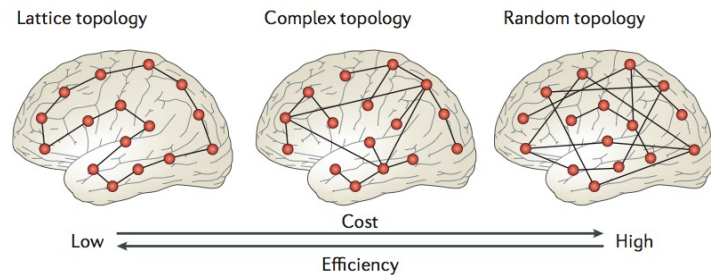 Lattice topology
Complex topology
Random topology
Cost
Low
High
Efficiency